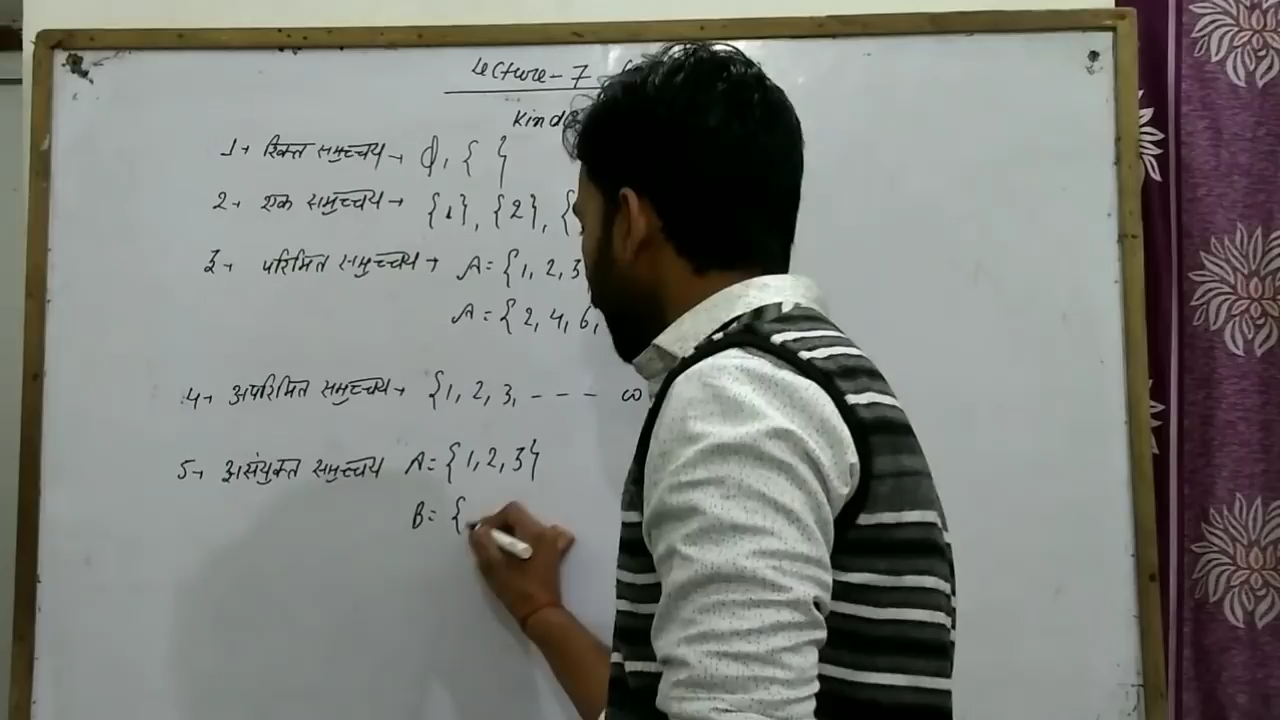 Lecture-7
Kind
1→ रिक्त समुच्चय → ϕ, { }
2→ एक समुच्चय → {1}, {2}, {
3→ परिमित समुच्चय → A = {1, 2, 3
A = {2, 4, 6,
4→ अपरिमित समुच्चय → {1, 2, 3, --- ∞
5→ असंयुक्त समुच्चय A = {1, 2, 3}
B = {